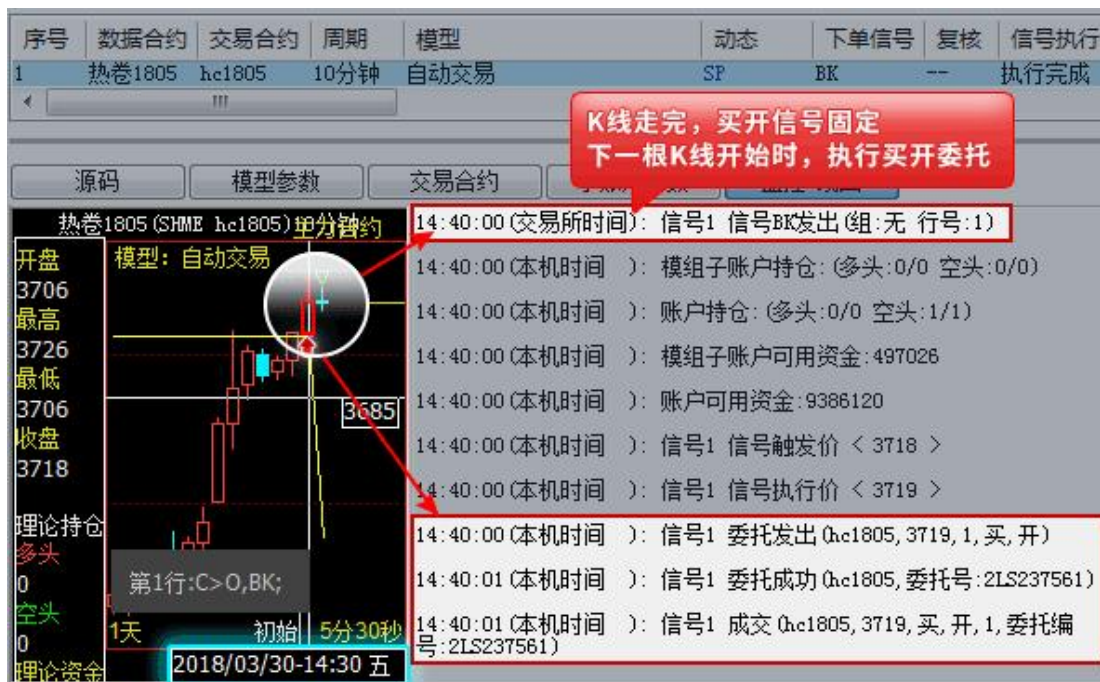 序号 数据合约 交易合约 周期 模型 动态 下单信号 复核 信号执行
1 热卷1805 hc1805 10分钟 自动交易 SP BK -- 执行完成
K线走完，买开信号固定
下一根K线开始时，执行买开委托
源码 模型参数 交易合约
热卷1805(SHME hc1805)10分钟
模型：自动交易
开盘
3706
最高
3726
最低
3706
收盘
3718
3685
理论持仓
多头
0
空头
0
理论资金
第1行:C>O,BK;
1天 初始 5分30秒
2018/03/30-14:30 五
14:40:00(交易所时间)： 信号1 信号BK发出(组:无 行号:1)
14:40:00(本机时间 )： 模组子账户持仓:(多头:0/0 空头:0/0)
14:40:00(本机时间 )： 账户持仓:(多头:0/0 空头:1/1)
14:40:00(本机时间 )： 模组子账户可用资金:497026
14:40:00(本机时间 )： 账户可用资金:9386120
14:40:00(本机时间 )： 信号1 信号触发价 < 3718 >
14:40:00(本机时间 )： 信号1 信号执行价 < 3719 >
14:40:00(本机时间 )： 信号1 委托发出(hc1805,3719,1,买,开)
14:40:01(本机时间 )： 信号1 委托成功(hc1805,委托号:2LS237561)
14:40:01(本机时间 )： 信号1 成交(hc1805,3719,买,开,1,委托编
号:2LS237561)